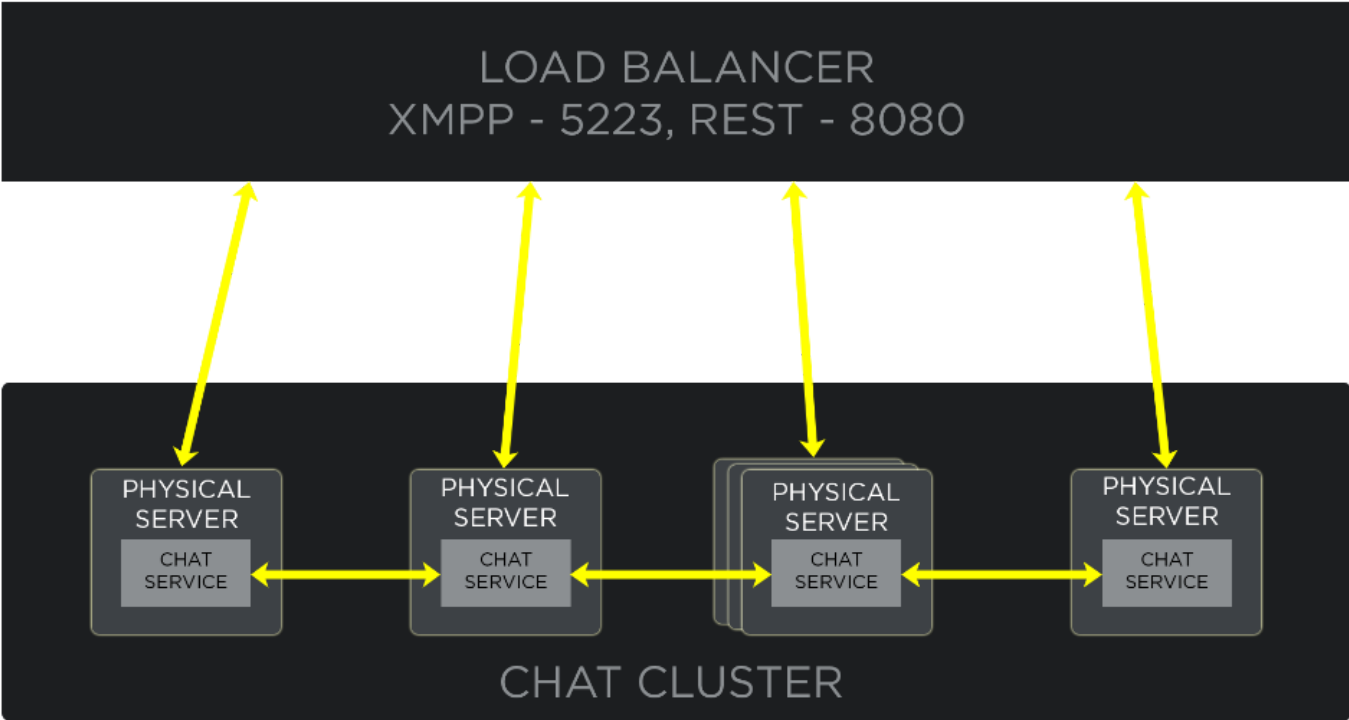 LOAD BALANCER
XMPP - 5223, REST - 8080
PHYSICAL
SERVER
CHAT
SERVICE
PHYSICAL
SERVER
CHAT
SERVICE
PHYSICAL
SERVER
CHAT
SERVICE
PHYSICAL
SERVER
CHAT
SERVICE
CHAT CLUSTER